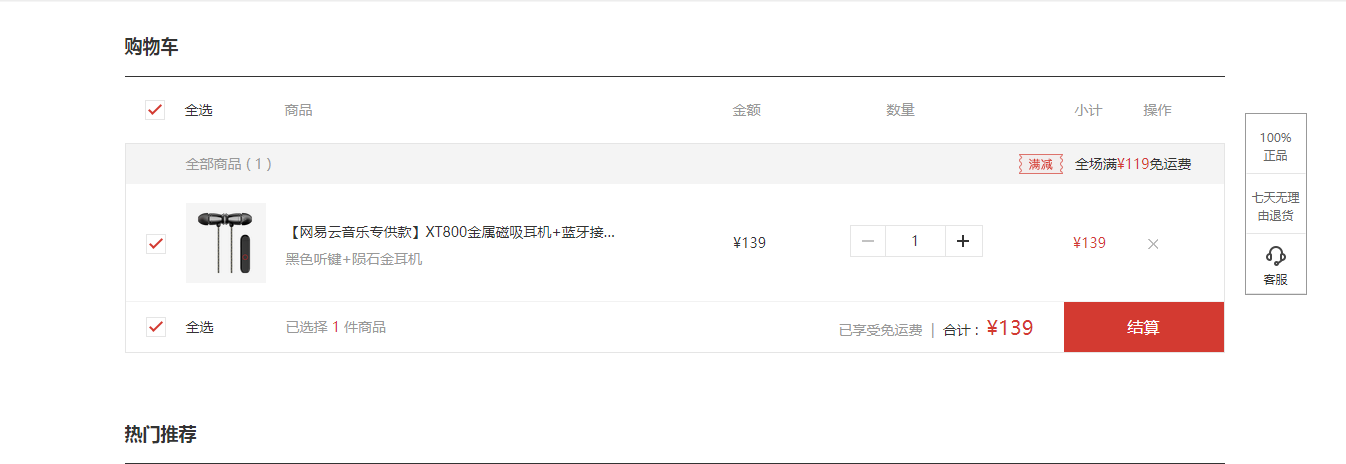 购物车
全选 商品 金额 数量 小计 操作
全部商品 ( 1 ) 满减 全场满¥119免运费
【网易云音乐专供款】XT800金属磁吸耳机+蓝牙接...
黑色听键+陨石金耳机
¥139 1 ¥139
全选 已选择 1 件商品 已享受免运费 | 合计 : ¥139 结算
热门推荐
100%
正品
七天无理
由退货
客服